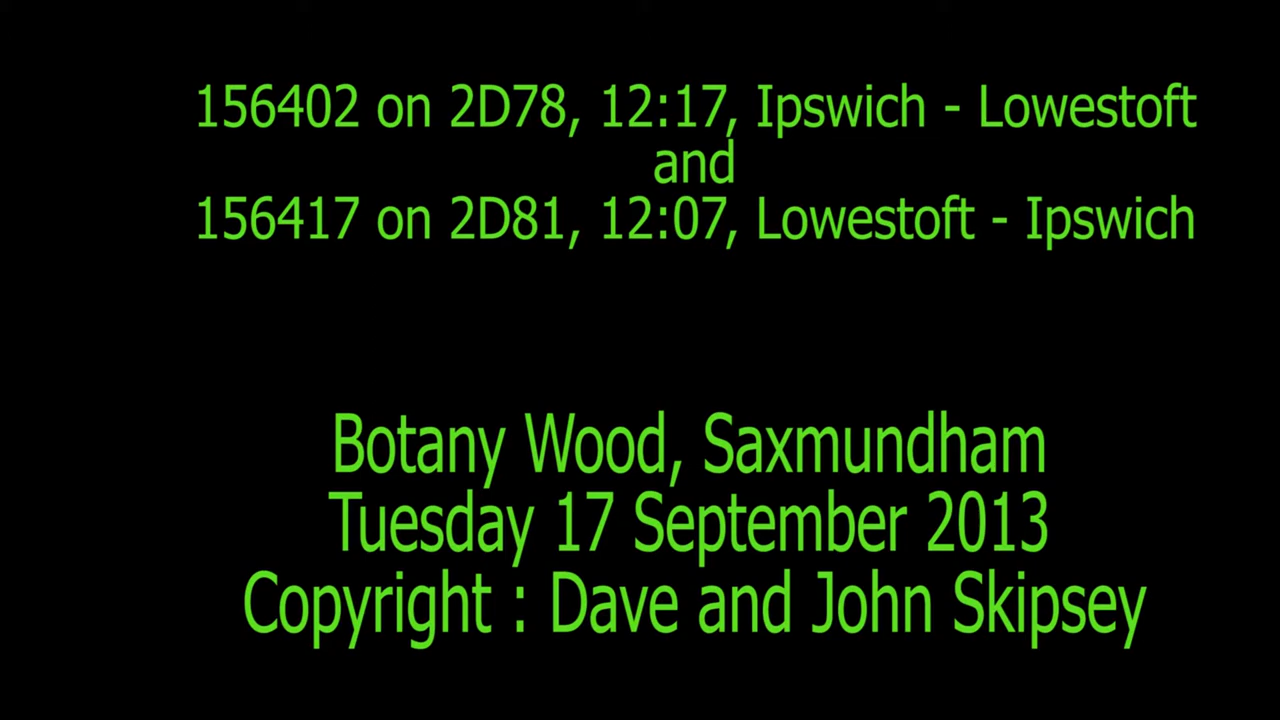 156402 on 2D78, 12:17, Ipswich - Lowestoft
and
156417 on 2D81, 12:07, Lowestoft - Ipswich
Botany Wood, Saxmundham
Tuesday 17 September 2013
Copyright : Dave and John Skipsey